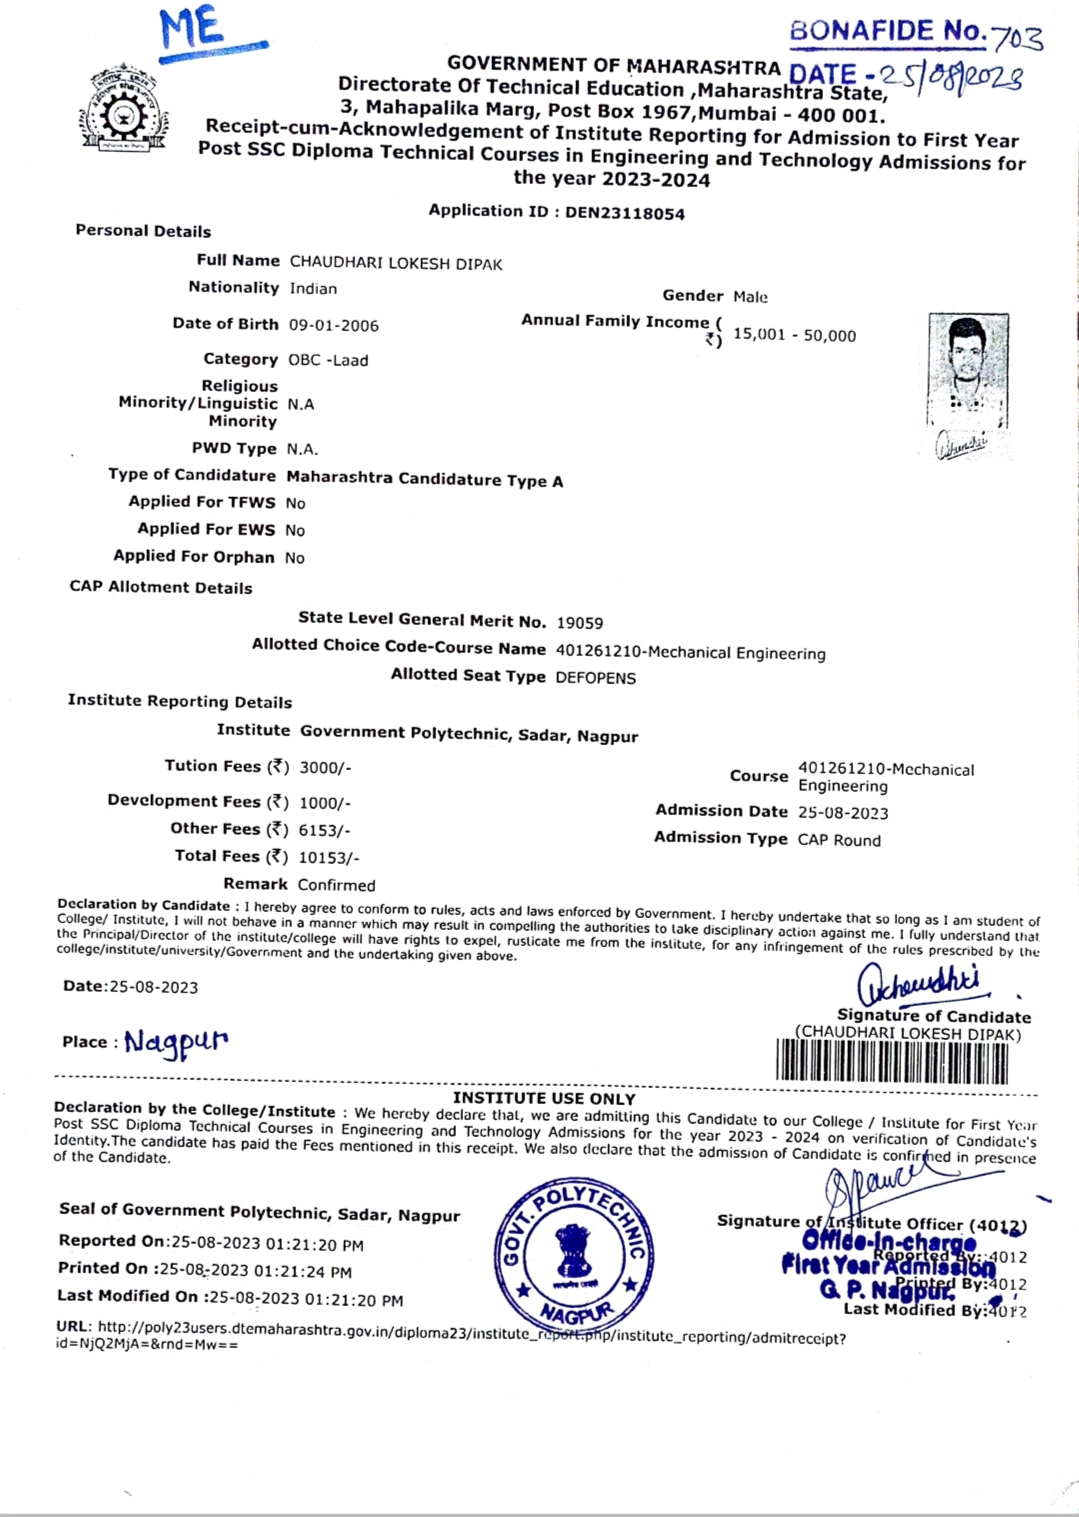 ME
BONAFIDE No. 703
DATE - 25/08/2023
GOVERNMENT OF MAHARASHTRA
Directorate Of Technical Education ,Maharashtra State,
3, Mahapalika Marg, Post Box 1967,Mumbai - 400 001.
Receipt-cum-Acknowledgement of Institute Reporting for Admission to First Year
Post SSC Diploma Technical Courses in Engineering and Technology Admissions for
the year 2023-2024
Application ID : DEN23118054
Personal Details
Full Name CHAUDHARI LOKESH DIPAK
Nationality Indian
Gender Male
Date of Birth 09-01-2006
Annual Family Income (
₹) 15,001 - 50,000
Category OBC -Laad
Religious
Minority/Linguistic N.A
Minority
PWD Type N.A.
Type of Candidature Maharashtra Candidature Type A
Applied For TFWS No
Applied For EWS No
Applied For Orphan No
CAP Allotment Details
State Level General Merit No. 19059
Allotted Choice Code-Course Name 401261210-Mechanical Engineering
Allotted Seat Type DEFOPENS
Institute Reporting Details
Institute Government Polytechnic, Sadar, Nagpur
Tution Fees (₹) 3000/-
Course 401261210-Mechanical
Engineering
Development Fees (₹) 1000/-
Admission Date 25-08-2023
Other Fees (₹) 6153/-
Admission Type CAP Round
Total Fees (₹) 10153/-
Remark Confirmed
Declaration by Candidate : I hereby agree to conform to rules, acts and laws enforced by Government. I hereby undertake that so long as I am student of
College/ Institute, I will not behave in a manner which may result in compelling the authorities to take disciplinary action against me. I fully understand that
the Principal/Director of the institute/college will have rights to expel, rusticate me from the institute, for any infringement of the rules prescribed by the
college/institute/university/Government and the undertaking given above.
Date:25-08-2023
Signature of Candidate
(CHAUDHARI LOKESH DIPAK)
Place : Nagpur
INSTITUTE USE ONLY
Declaration by the College/Institute : We hereby declare that, we are admitting this Candidate to our College / Institute for First Year
Post SSC Diploma Technical Courses in Engineering and Technology Admissions for the year 2023 - 2024 on verification of Candidate's
Identity.The candidate has paid the Fees mentioned in this receipt. We also declare that the admission of Candidate is confirmed in presence
of the Candidate.
Seal of Government Polytechnic, Sadar, Nagpur
GOVT. POLYTECHNIC
NAGPUR
Signature of Institute Officer (4012)
Office-In-charge
Reported On:25-08-2023 01:21:20 PM
Reported By: 4012
First Year Admission
Printed On :25-08-2023 01:21:24 PM
Printed By:4012
G. P. Nagpur.
Last Modified On :25-08-2023 01:21:20 PM
Last Modified By:4012
URL: http://poly23users.dtemaharashtra.gov.in/diploma23/institute_report.php/institute_reporting/admitreceipt?
id=NjQ2MjA=&rnd=Mw==